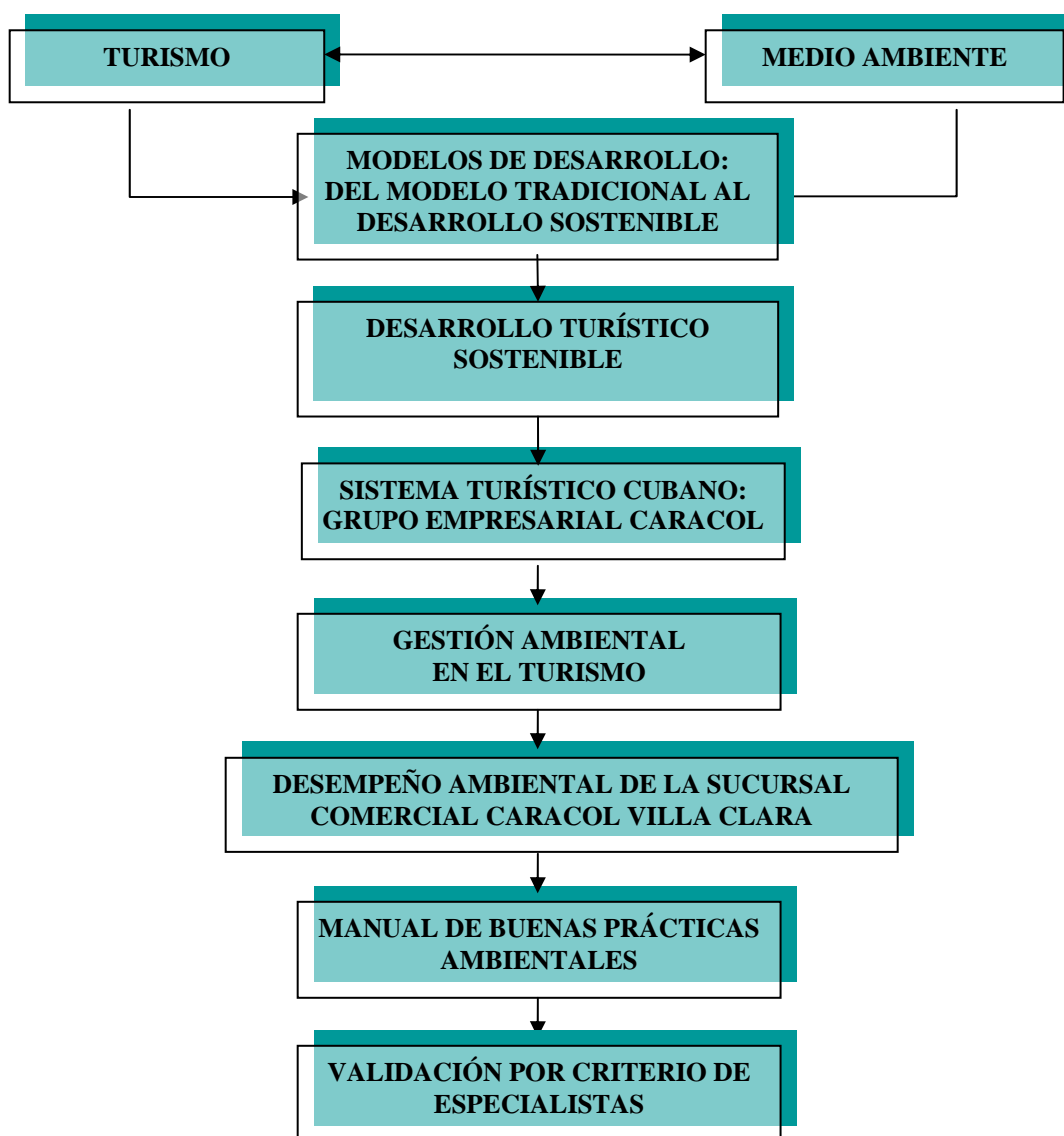 TURISMO
MEDIO AMBIENTE
MODELOS DE DESARROLLO:
DEL MODELO TRADICIONAL AL
DESARROLLO SOSTENIBLE
DESARROLLO TURÍSTICO
SOSTENIBLE
SISTEMA TURÍSTICO CUBANO:
GRUPO EMPRESARIAL CARACOL
GESTIÓN AMBIENTAL
EN EL TURISMO
DESEMPEÑO AMBIENTAL DE LA SUCURSAL
COMERCIAL CARACOL VILLA CLARA
MANUAL DE BUENAS PRÁCTICAS
AMBIENTALES
VALIDACIÓN POR CRITERIO DE
ESPECIALISTAS